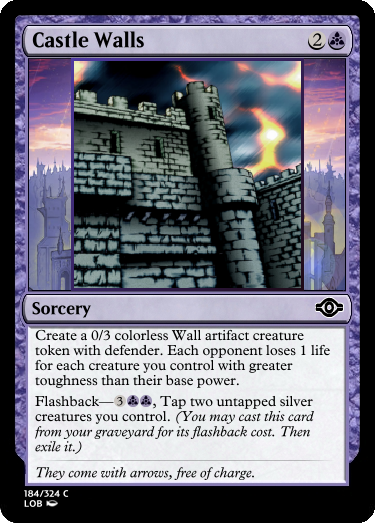 Castle Walls 2
Sorcery
Create a 0/3 colorless Wall artifact creature
token with defender. Each opponent loses 1 life
for each creature you control with greater
toughness than their base power.
Flashback—3, Tap two untapped silver
creatures you control. (You may cast this card
from your graveyard for its flashback cost. Then
exile it.)
They come with arrows, free of charge.
184/324 C
LOB